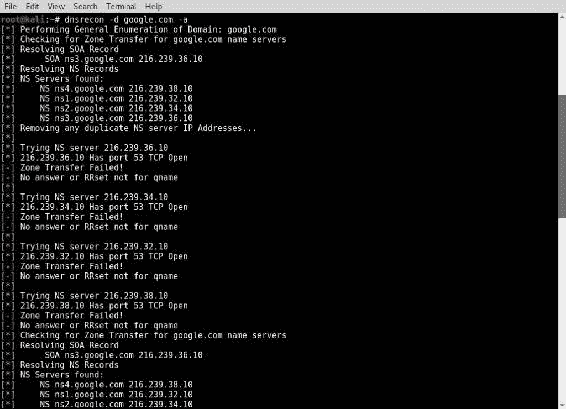 File Edit View Search Terminal Help
root@kali:~# dnsrecon -d google.com -a
[*] Performing General Enumeration of Domain: google.com
[*] Checking for Zone Transfer for google.com name servers
[*] Resolving SOA Record
[*] SOA ns3.google.com 216.239.36.10
[*] Resolving NS Records
[*] NS Servers found:
[*] NS ns4.google.com 216.239.38.10
[*] NS ns1.google.com 216.239.32.10
[*] NS ns2.google.com 216.239.34.10
[*] NS ns3.google.com 216.239.36.10
[*] Removing any duplicate NS server IP Addresses...
[*]
[*] Trying NS server 216.239.36.10
[*] 216.239.36.10 Has port 53 TCP Open
[-] Zone Transfer Failed!
[-] No answer or RRset not for qname
[*]
[*] Trying NS server 216.239.34.10
[*] 216.239.34.10 Has port 53 TCP Open
[-] Zone Transfer Failed!
[-] No answer or RRset not for qname
[*]
[*] Trying NS server 216.239.32.10
[*] 216.239.32.10 Has port 53 TCP Open
[-] Zone Transfer Failed!
[-] No answer or RRset not for qname
[*]
[*] Trying NS server 216.239.38.10
[*] 216.239.38.10 Has port 53 TCP Open
[-] Zone Transfer Failed!
[-] No answer or RRset not for qname
[*] Checking for Zone Transfer for google.com name servers
[*] Resolving SOA Record
[*] SOA ns3.google.com 216.239.36.10
[*] Resolving NS Records
[*] NS Servers found:
[*] NS ns4.google.com 216.239.38.10
[*] NS ns1.google.com 216.239.32.10
[*] NS ns2.google.com 216.239.34.10